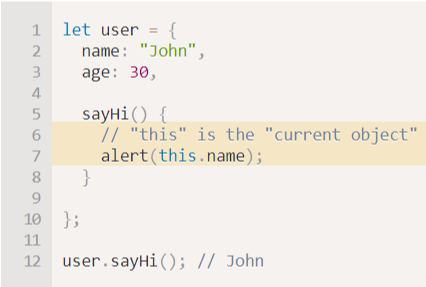 1 let user = {
2 name: "John",
3 age: 30,
4
5 sayHi() {
6 // "this" is the "current object"
7 alert(this.name);
8 }
9
10 };
11
12 user.sayHi(); // John